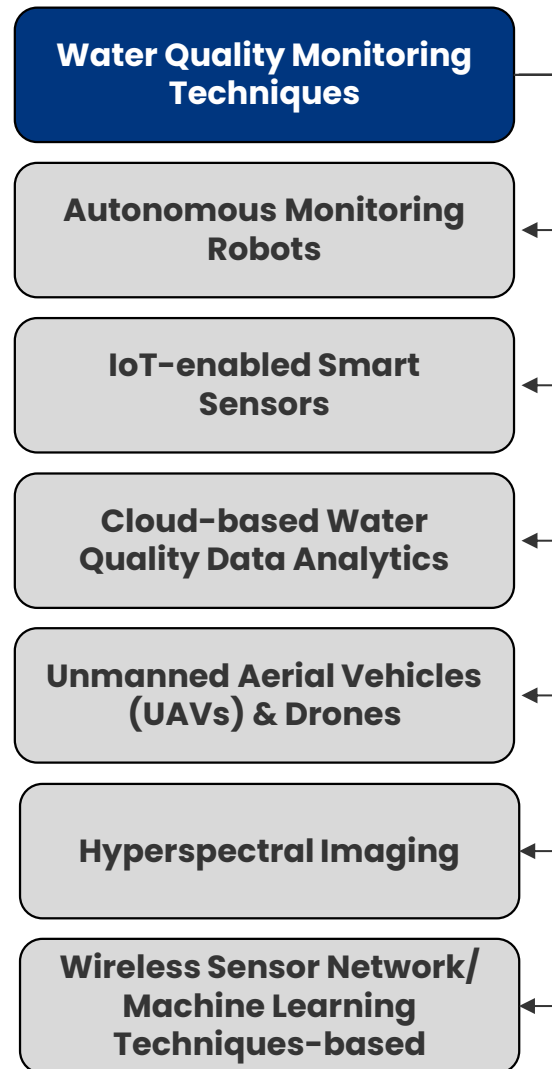 Water Quality Monitoring
Techniques
Autonomous Monitoring
Robots
IoT-enabled Smart
Sensors
Cloud-based Water
Quality Data Analytics
Unmanned Aerial Vehicles
(UAVs) & Drones
Hyperspectral Imaging
Wireless Sensor Network/
Machine Learning
Techniques-based